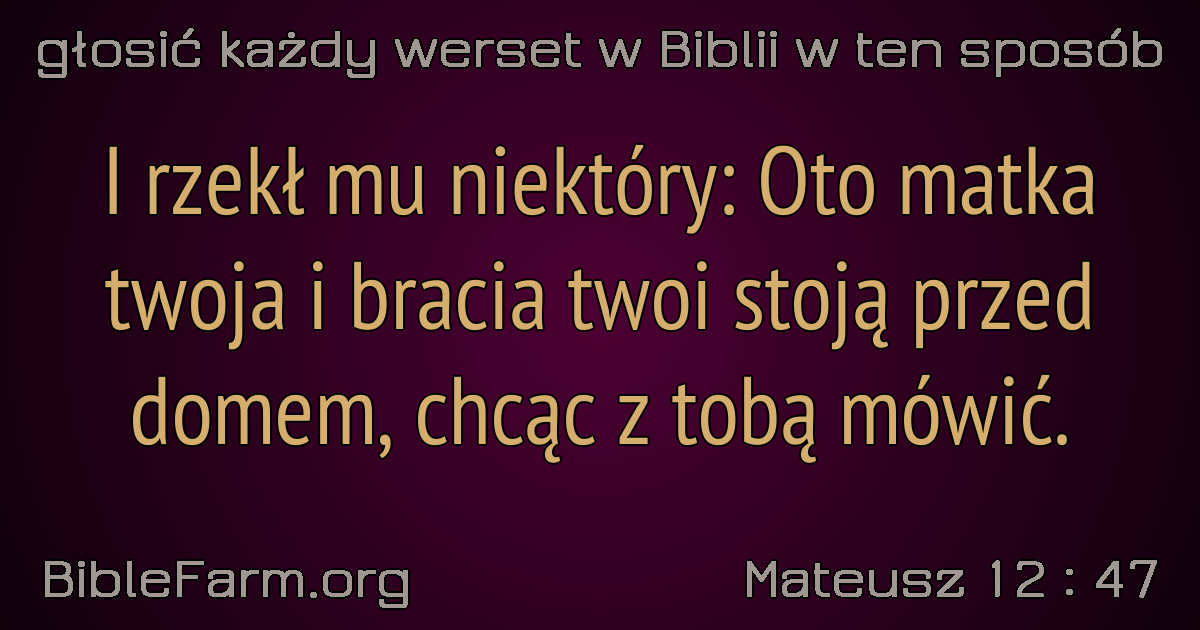 głosić każdy werset w Biblii w ten sposób
I rzekł mu niektóry: Oto matka
twoja i bracia twoi stoją przed
domem, chcąc z tobą mówić.
BibleFarm.org
Mateusz 12 : 47